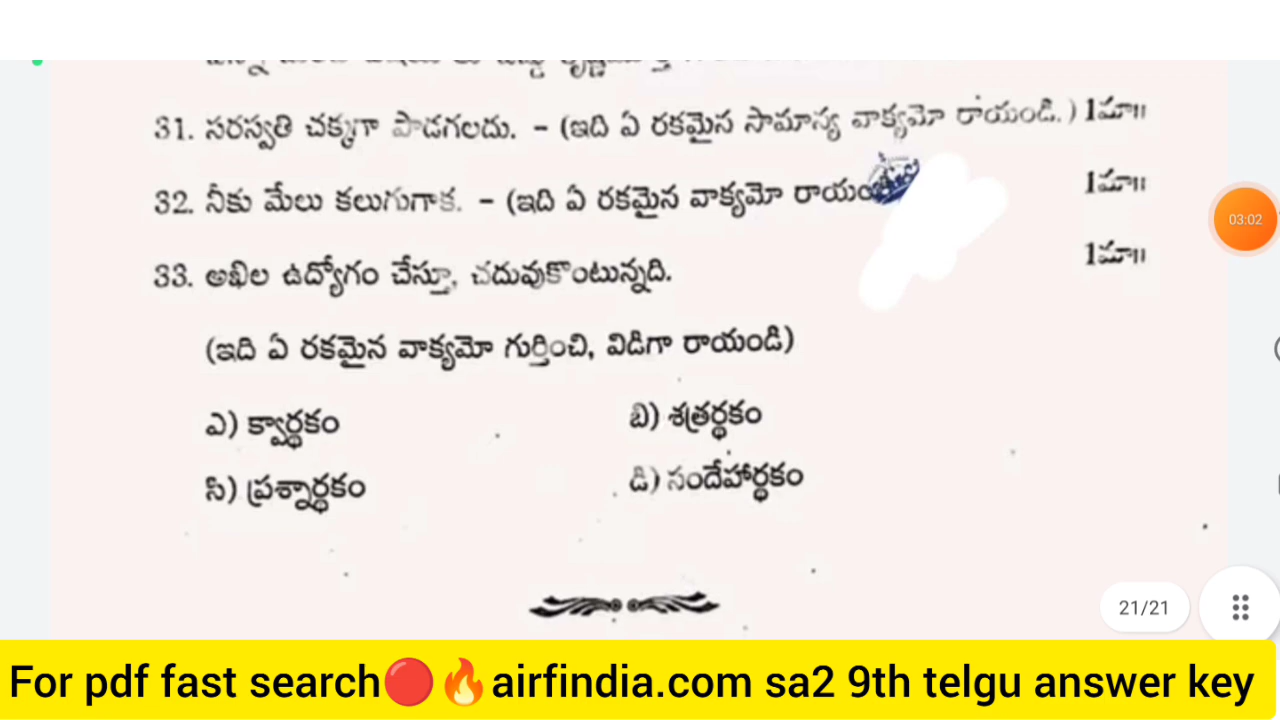 31. సరస్వతి చక్కగా పాడగలదు. – (ఇది ఏ రకమైన సామాన్య వాక్యమో రాయండి.) 1మా॥
32. నీకు మేలు కలుగుగాక. – (ఇది ఏ రకమైన వాక్యమో 1మా॥
33. అఖిల ఉద్యోగం చేస్తూ, చదువుకొంటున్నది. 1మా॥
(ఇది ఏ రకమైన వాక్యమో గుర్తించి, విడిగా రాయండి)
ఎ) క్వార్థకం బి) శత్రర్థకం
సి) ప్రశ్నార్థకం డి) సందేహార్థకం
03:02
21/21
For pdf fast search🔴🔥airfindia.com sa2 9th telgu answer key